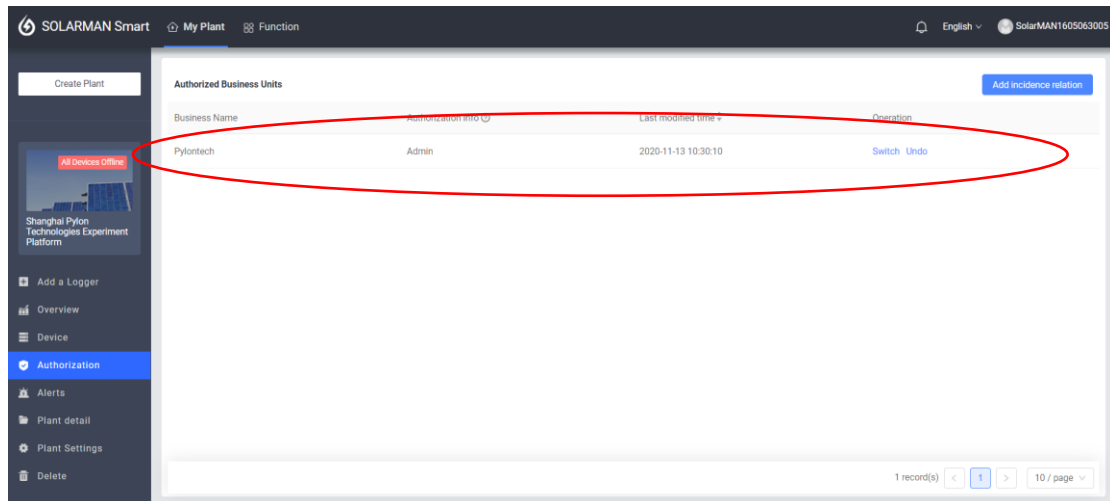 SOLARMAN Smart
My Plant
Function
English
SolarMAN1605063005
Create Plant
All Devices Offline
Shanghai Pylon
Technologies Experiment
Platform
Add a Logger
Overview
Device
Authorization
Alerts
Plant detail
Plant Settings
Delete
Authorized Business Units
Add incidence relation
Business Name Authorization info Last modified time Operation
Pylontech Admin 2020-11-13 10:30:10 Switch Undo
1 record(s) < 1 > 10 / page